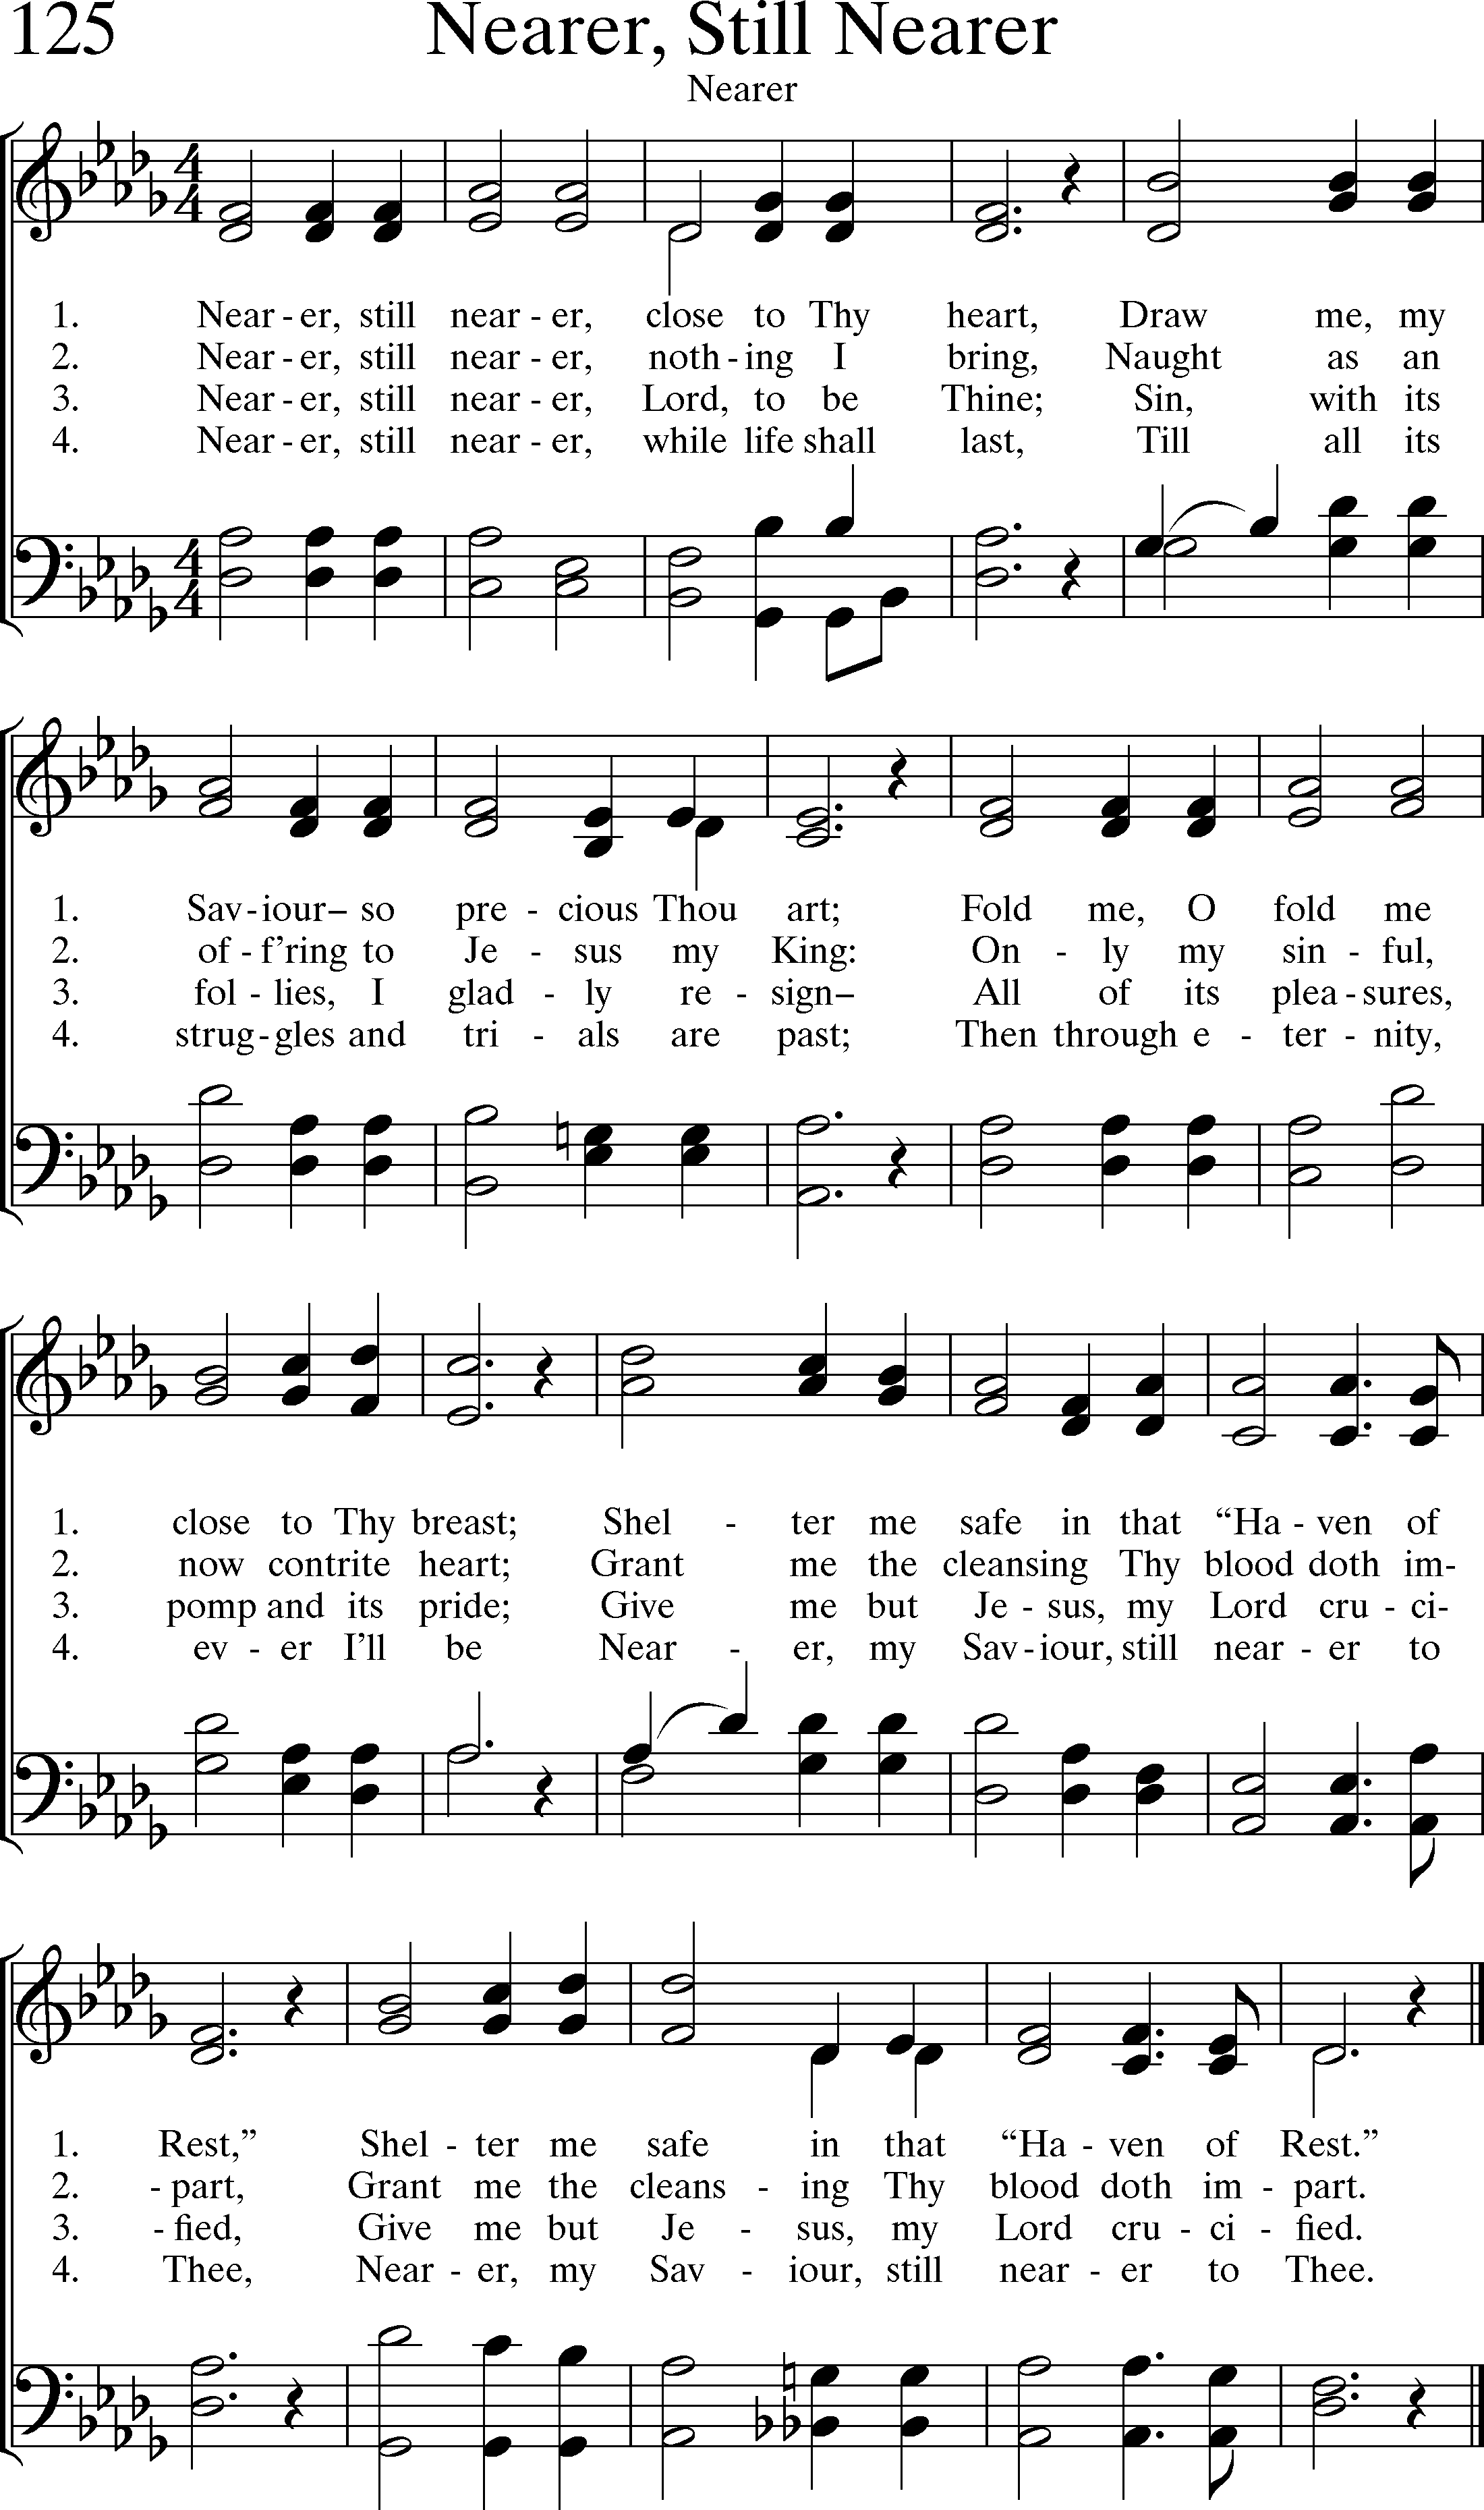 125 Nearer, Still Nearer
Nearer
1. Near - er, still near - er, close to Thy heart, Draw me, my
2. Near - er, still near - er, noth - ing I bring, Naught as an
3. Near - er, still near - er, Lord, to be Thine; Sin, with its
4. Near - er, still near - er, while life shall last, Till all its
1. Sav - iour– so pre - cious Thou art; Fold me, O fold me
2. of - f'ring to Je - sus my King: On - ly my sin - ful,
3. fol - lies, I glad - ly re - sign– All of its plea - sures,
4. strug - gles and tri - als are past; Then through e - ter - nity,
1. close to Thy breast; Shel - ter me safe in that “Ha - ven of
2. now contrite heart; Grant me the cleansing Thy blood doth im-
3. pomp and its pride; Give me but Je - sus, my Lord cru - ci-
4. ev - er I’ll be Near - er, my Sav - iour, still near - er to
1. Rest,” Shel - ter me safe in that “Ha - ven of Rest.”
2. - part, Grant me the cleans - ing Thy blood doth im - part.
3. - fied, Give me but Je - sus, my Lord cru - ci - fied.
4. Thee, Near - er, my Sav - iour, still near - er to Thee.